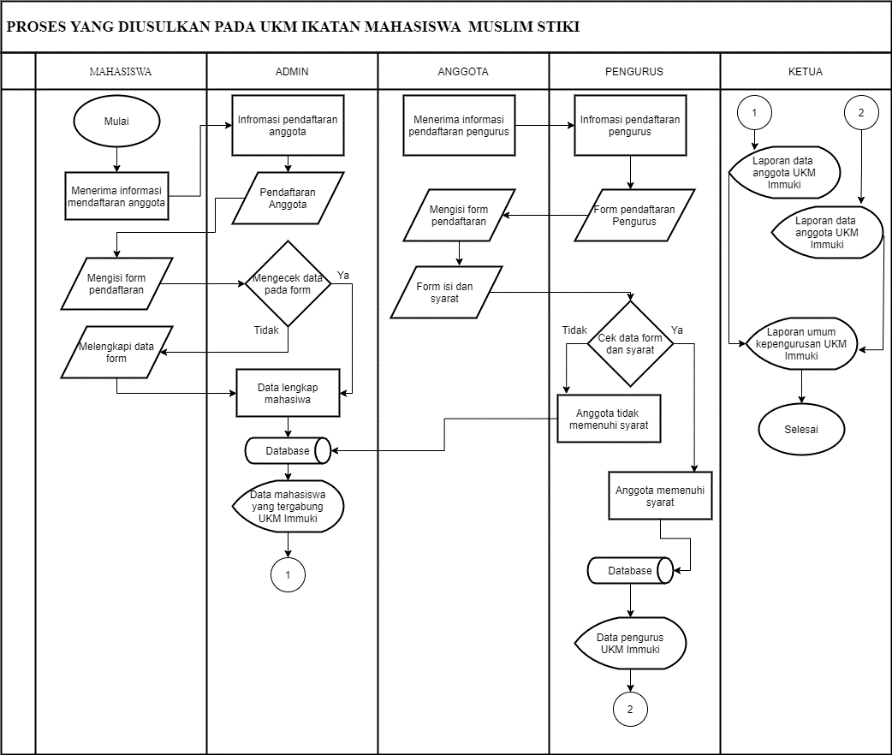 PROSES YANG DIUSULKAN PADA UKM IKATAN MAHASISWA MUSLIM STIKI
MAHASISWA
ADMIN
ANGGOTA
PENGURUS
KETUA
Mulai
Menerima informasi
mendaftaran anggota
Mengisi form
pendaftaran
Melengkapi data
form
Infromasi pendaftaran
anggota
Pendaftaran
Anggota
Mengecek data
pada form
Ya
Tidak
Data lengkap
mahasiwa
Database
Data mahasiswa
yang tergabung
UKM Immuki
1
Menerima informasi
pendaftaran pengurus
Mengisi form
pendaftaran
Form isi dan
syarat
Infromasi pendaftaran
pengurus
Form pendaftaran
Pengurus
Cek data form
dan syarat
Tidak
Ya
Anggota tidak
memenuhi syarat
Anggota memenuhi
syarat
Database
Data pengurus
UKM Immuki
2
1
2
Laporan data
anggota UKM
Immuki
Laporan data
anggota UKM
Immuki
Laporan umum
kepengurusan UKM
Immuki
Selesai